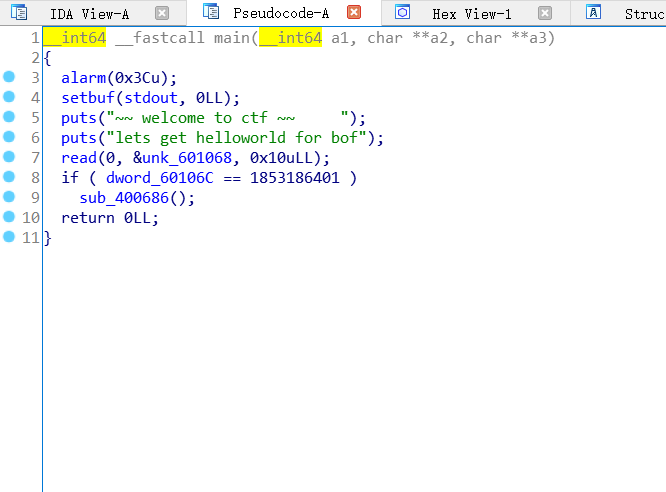 IDA View-A Pseudocode-A Hex View-1 Struc
1 __int64 __fastcall main(__int64 a1, char **a2, char **a3)
2 {
3 alarm(0x3Cu);
4 setbuf(stdout, 0LL);
5 puts("~~ welcome to ctf ~~     ");
6 puts("lets get helloworld for bof");
7 read(0, &unk_601068, 0x10uLL);
8 if ( dword_60106C == 1853186401 )
9 sub_400686();
10 return 0LL;
11 }